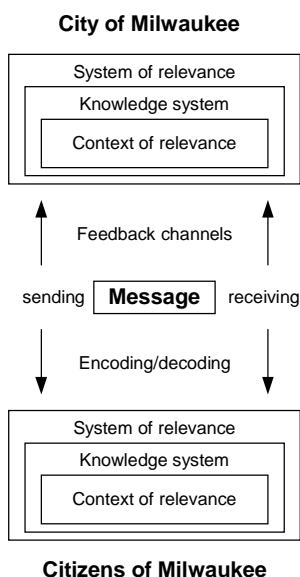 City of Milwaukee
System of relevance
Knowledge system
Context of relevance
Feedback channels
sending Message receiving
Encoding/decoding
System of relevance
Knowledge system
Context of relevance
Citizens of Milwaukee